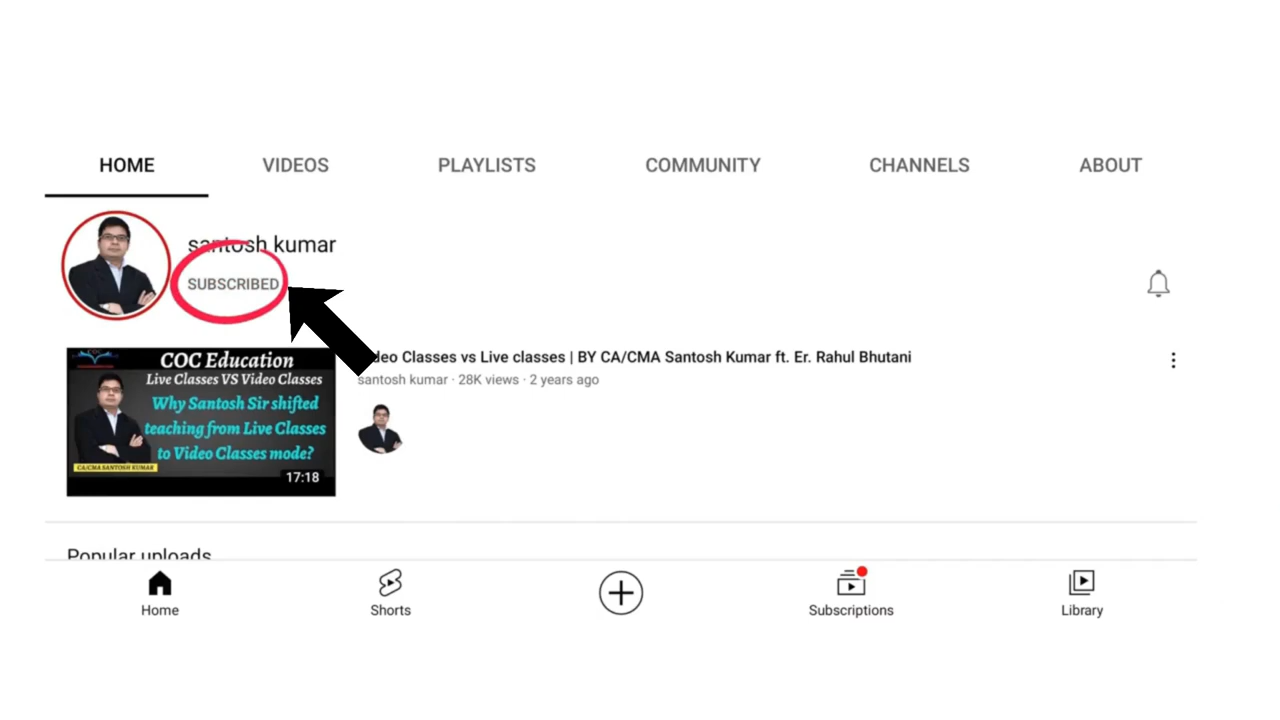 HOME VIDEOS PLAYLISTS COMMUNITY CHANNELS ABOUT
santosh kumar
SUBSCRIBED
COC
COC Education
Live Classes VS Video Classes
Why Santosh Sir shifted
teaching from Live Classes
to Video Classes mode?
CA/CMA SANTOSH KUMAR
17:18
Classes vs Live classes | BY CA/CMA Santosh Kumar ft. Er. Rahul Bhutani
santosh kumar · 28K views · 2 years ago
Popular uploads
Home Shorts Subscriptions Library